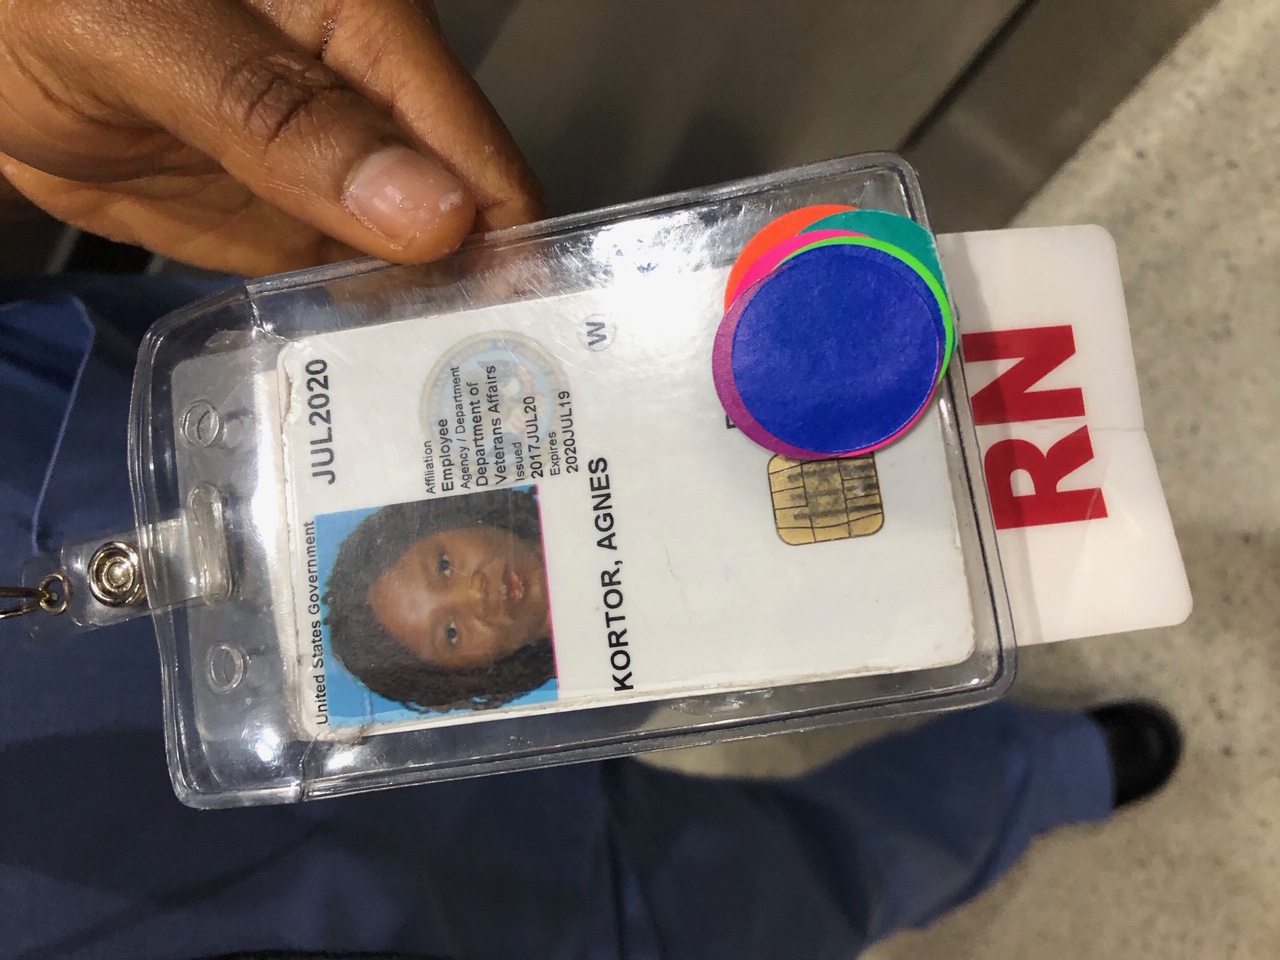 United States Government
JUL2020
Affiliation
Employee
Agency / Department
Department of
Veterans Affairs
Issued
2017JUL20
Expires
2020JUL19
KORTOR, AGNES
W
RN